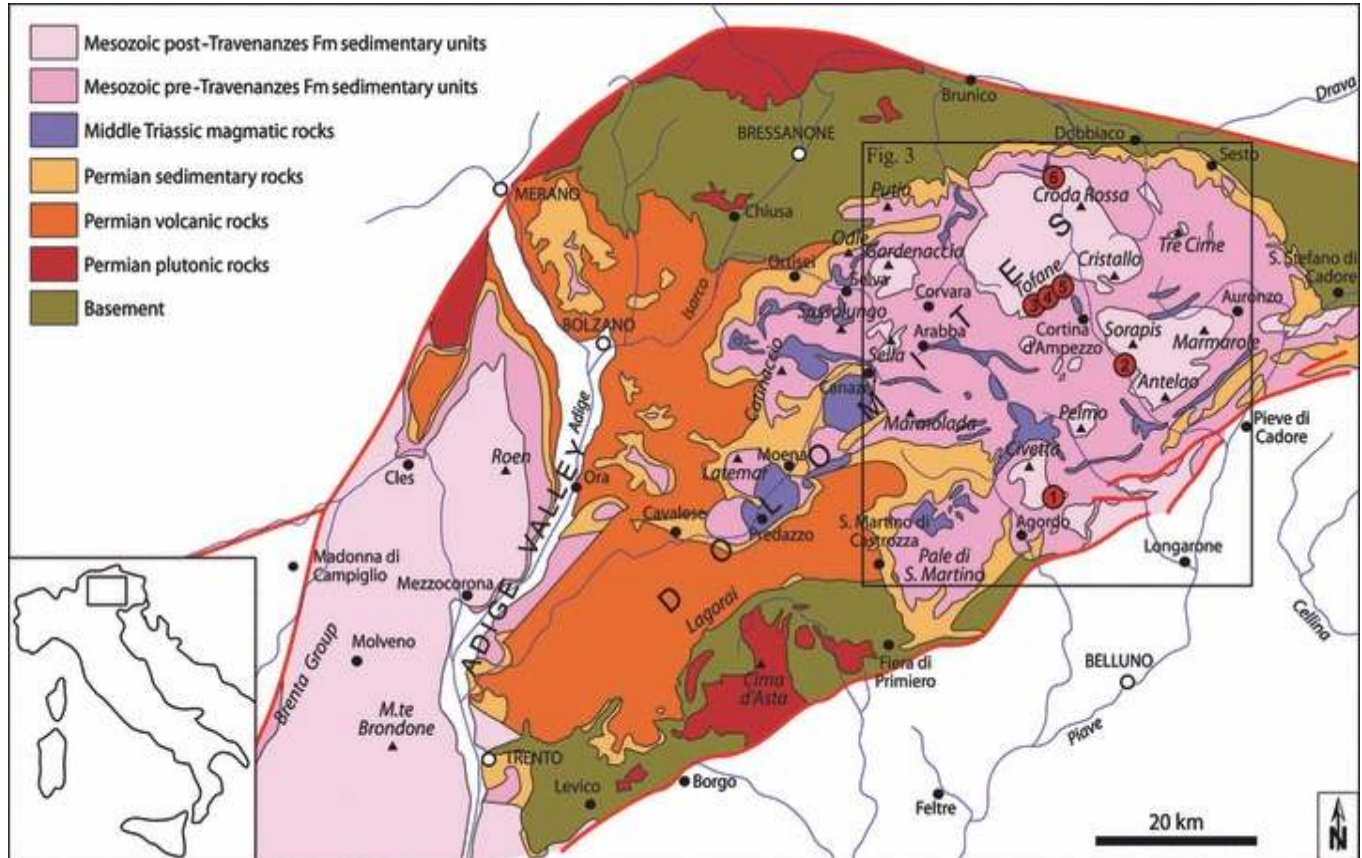 Mesozoic post-Travenanzes Fm sedimentary units
Mesozoic pre-Travenanzes Fm sedimentary units
Middle Triassic magmatic rocks
Permian sedimentary rocks
Permian volcanic rocks
Permian plutonic rocks
Basement
Brunico
Drava
BRESSANONE
Dobbiaco
Sesto
Fig. 3
MERANO
Chiusa
Putia
6
Croda Rossa
Odle
Gardenaccia
Tre Cime
Cristallo
S. Stefano di
Cadore
Ortisei
Selva
Isarco
Corvara
Tofane
3 4 5
Auronzo
BOLZANO
Sassolungo
Arabba
Cortina
d'Ampezzo
Sorapis
Marmarole
Sella
2
Catinaccio
Canazei
Antelao
Adige
Marmolada
Pelmo
Pieve di
Cadore
Roen
Cles
Latemar
Moena
Civetta
Ora
1
Cavalese
Predazzo
S. Martino di
Castrozza
Agordo
Longarone
Madonna di
Campiglio
Mezzocorona
Pale di
S. Martino
DOLOMITES
ADIGE VALLEY
Lagorai
Cellina
Molveno
Brenta Group
Cima
d'Asta
Fiera di
Primiero
BELLUNO
M.te
Brondone
Piave
TRENTO
Levico
Borgo
Feltre
20 km
N